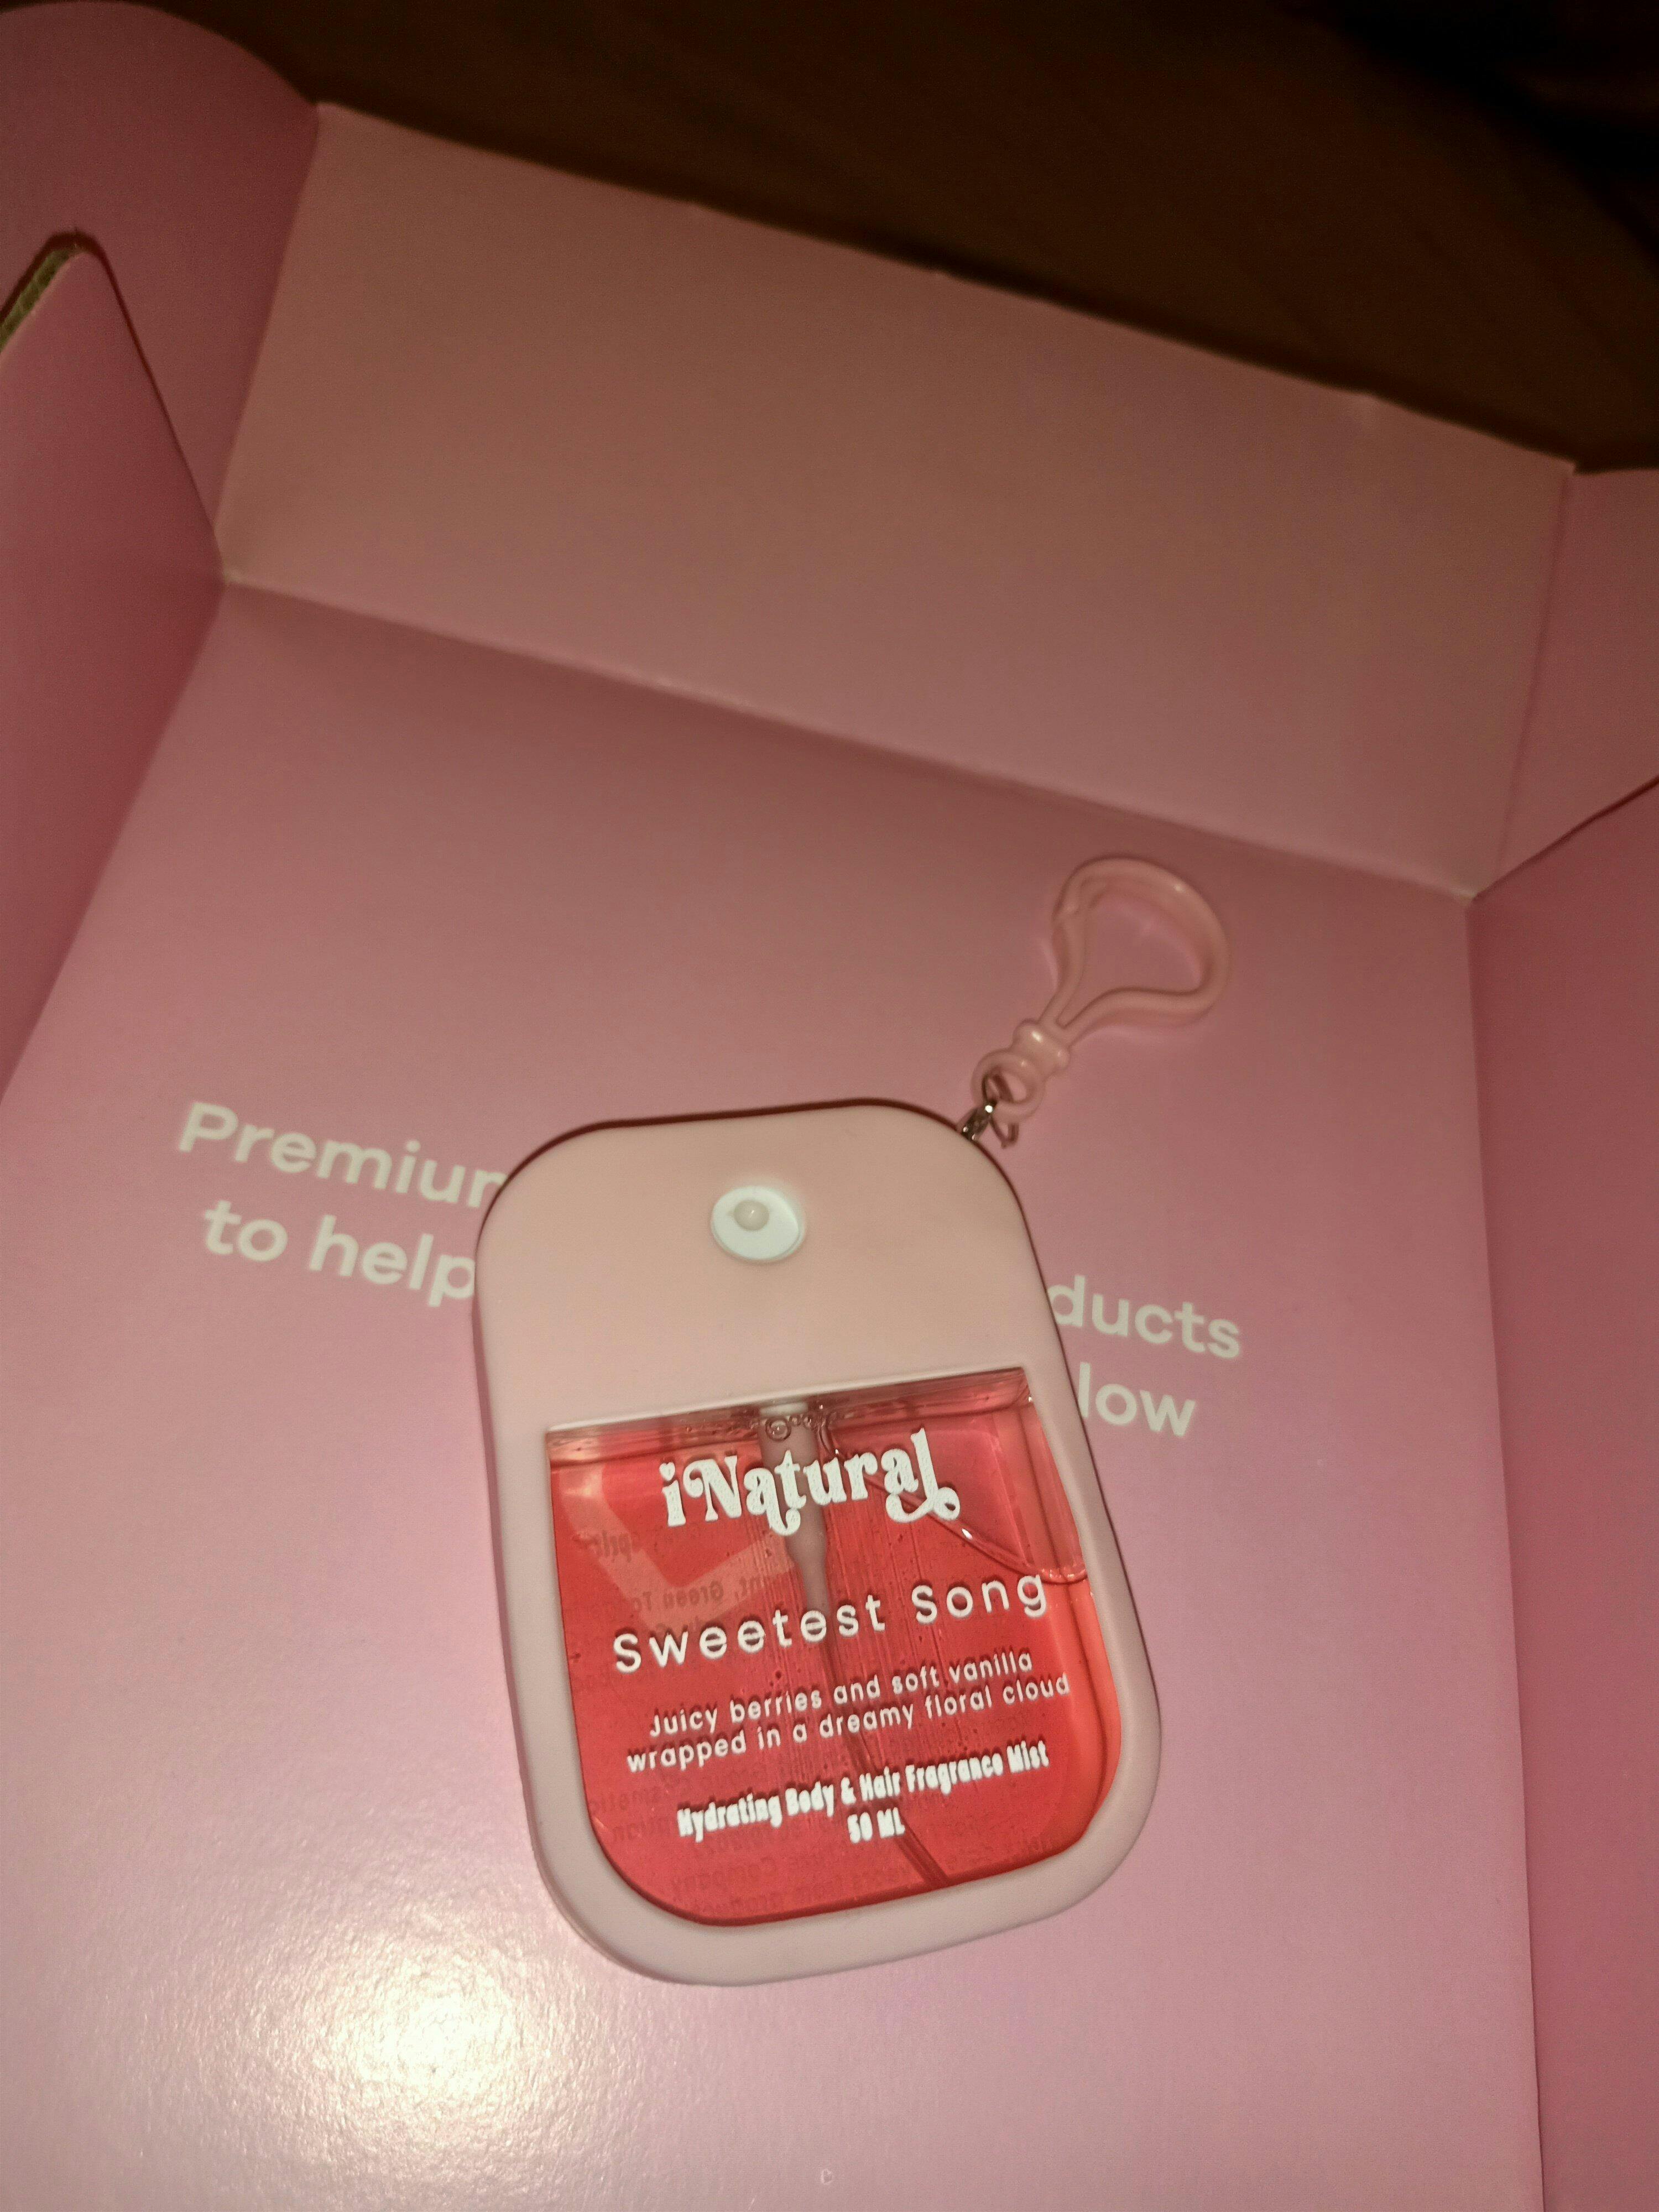 Premium
to help
ducts
low
iNatural
Sweetest Song
Juicy berries and soft vanilla
wrapped in a dreamy floral cloud
Hydrating Body & Hair Fragrance Mist
50 ML